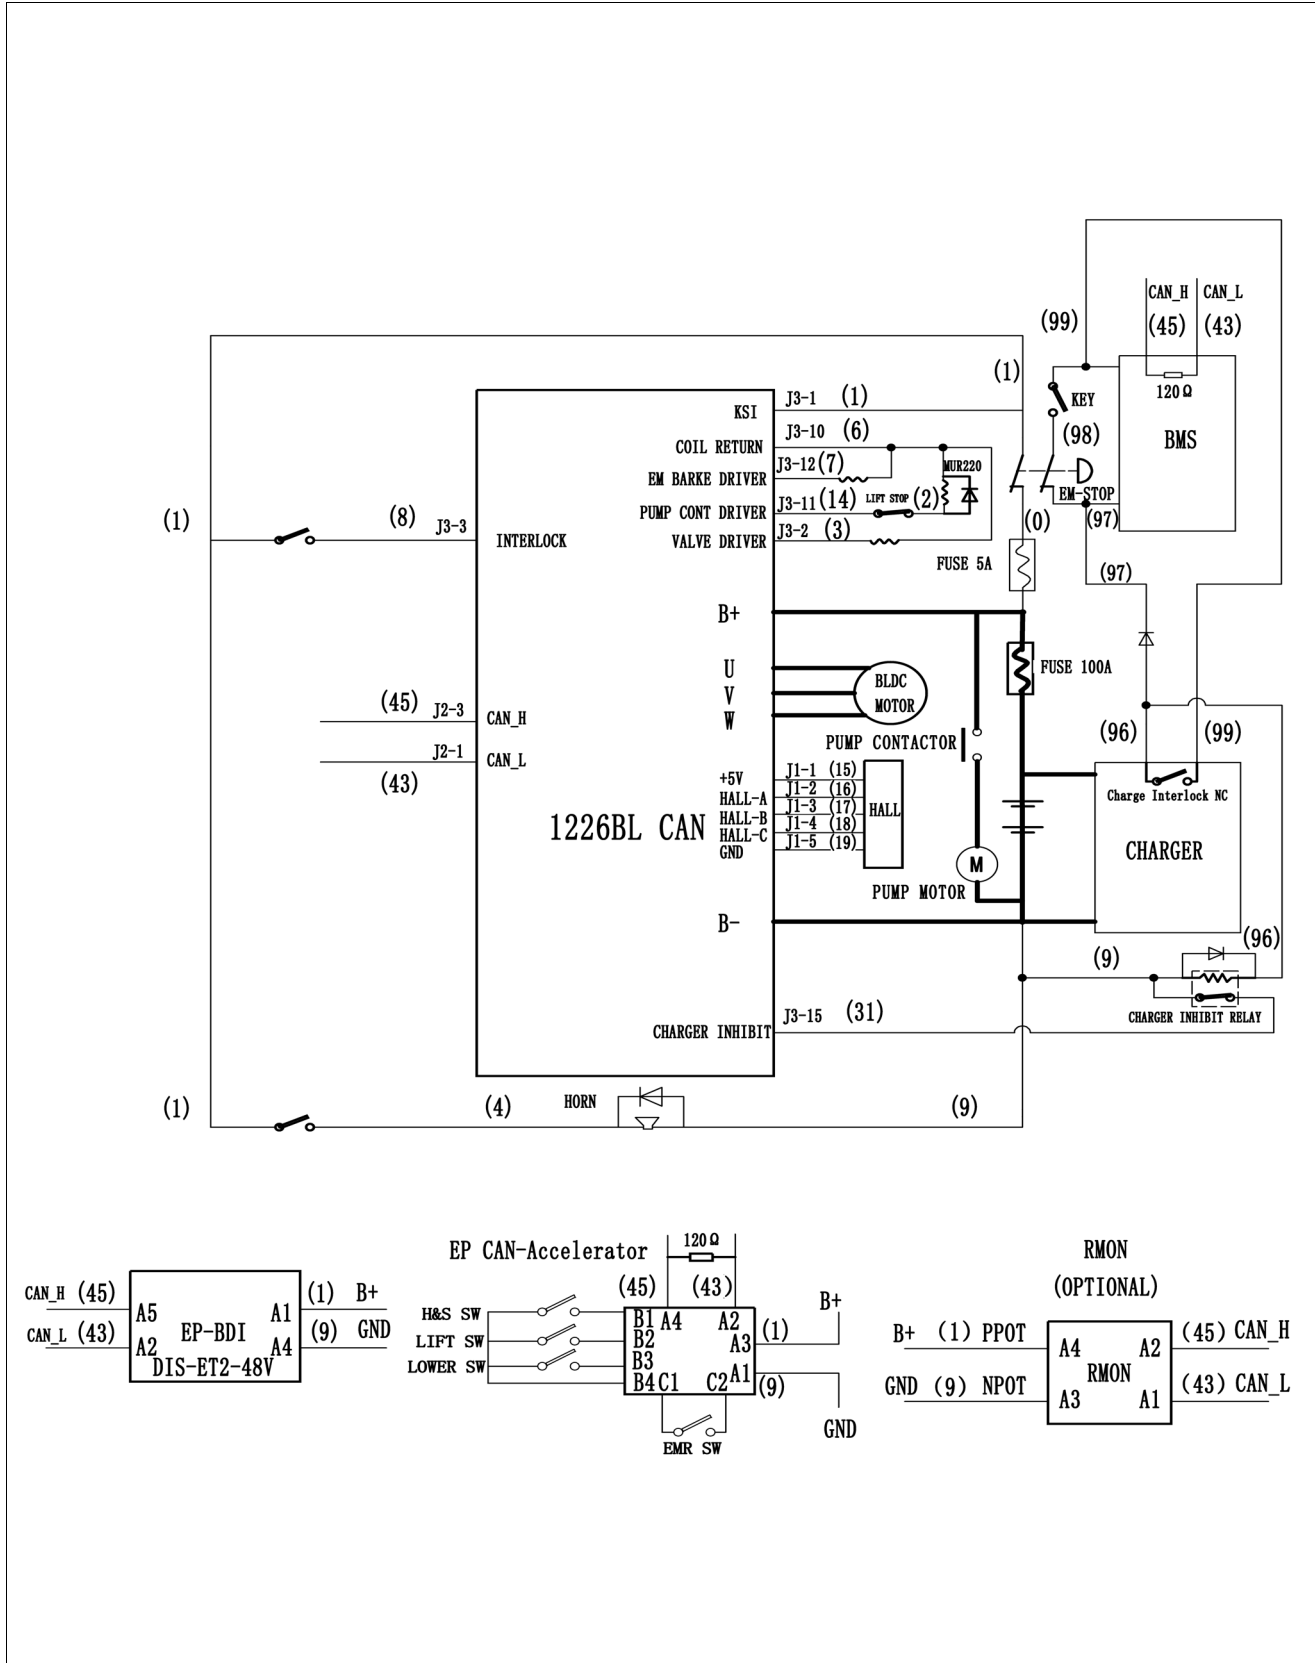 CAN_H CAN_L
(99) (45) (43)
(1)
120Ω
KEY
BMS
(98)
EM-STOP
(0) (97)
KSI J3-1 (1)
COIL RETURN J3-10 (6)
EM BARKE DRIVER J3-12(7) MUR220
PUMP CONT DRIVER J3-11(14) LIFT STOP (2)
VALVE DRIVER J3-2 (3)
(1) (8) J3-3 INTERLOCK
FUSE 5A (97)
B+
FUSE 100A
U
V
W
BLDC
MOTOR
(45) J2-3 CAN_H
J2-1 CAN_L
(43)
PUMP CONTACTOR
(96) (99)
+5V J1-1 (15)
HALL-A J1-2 (16)
HALL-B J1-3 (17)
HALL-C J1-4 (18)
GND J1-5 (19)
HALL
Charge Interlock NC
1226BL CAN
CHARGER
M
PUMP MOTOR
B-
(9) (96)
CHARGER INHIBIT J3-15 (31)
CHARGER INHIBIT RELAY
(1) (4) HORN (9)
CAN_H (45) A5 A1 (1) B+
EP-BDI
CAN_L (43) A2 A4 (9) GND
DIS-ET2-48V
EP CAN-Accelerator 120Ω
(45) (43)
H&S SW B1 A4 A2
LIFT SW B2 A3 (1) B+
LOWER SW B3
B4 C1 C2 A1 (9)
GND
EMR SW
RMON
(OPTIONAL)
B+ (1) PPOT A4 A2 (45) CAN_H
RMON
GND (9) NPOT A3 A1 (43) CAN_L